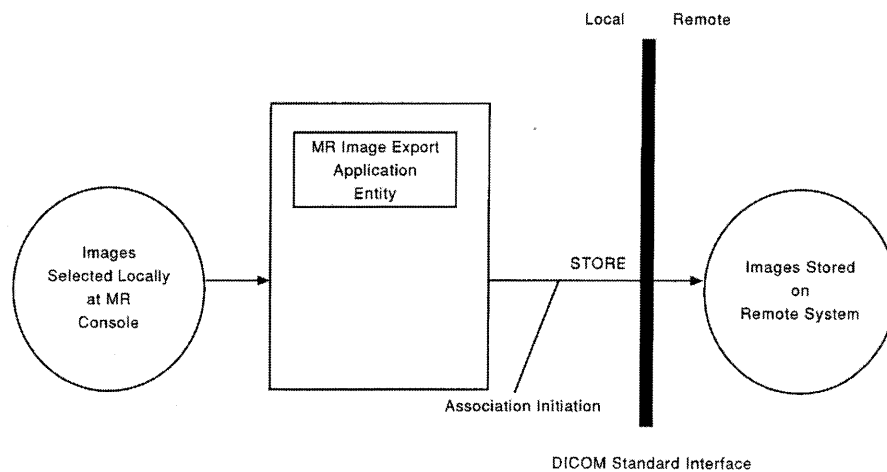 Local Remote
MR Image Export
Application
Entity
Images
Selected Locally
at MR
Console
STORE
Images Stored
on
Remote System
Association Initiation
DICOM Standard Interface